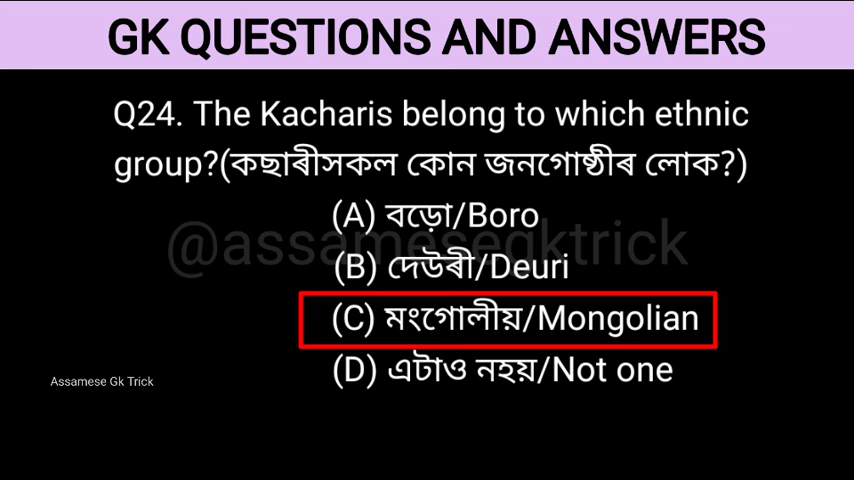 GK QUESTIONS AND ANSWERS
Q24. The Kacharis belong to which ethnic
group?(কছাৰীসকল কোন জনগোষ্ঠীৰ লোক?)
(A) বড়ো/Boro
@assamesegktrick
(B) দেউৰী/Deuri
(C) মংগোলীয়/Mongolian
(D) এটাও নহয়/Not one
Assamese Gk Trick